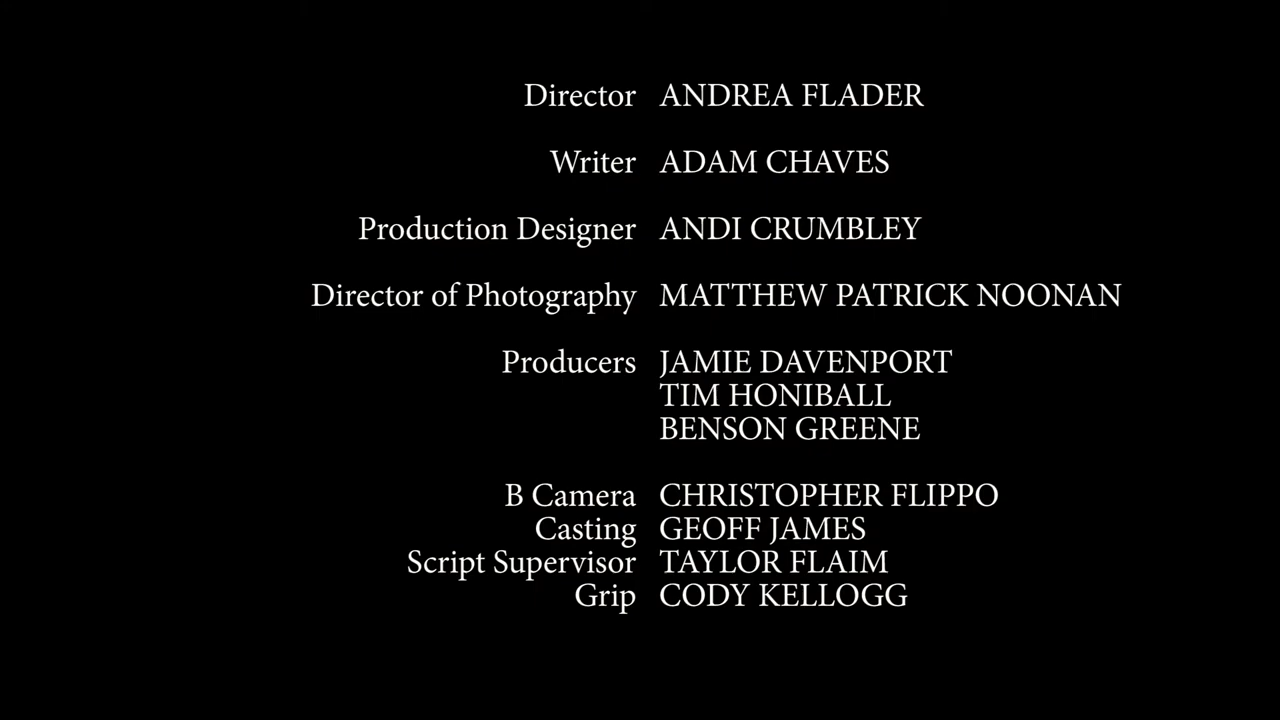 Director ANDREA FLADER
Writer ADAM CHAVES
Production Designer ANDI CRUMBLEY
Director of Photography MATTHEW PATRICK NOONAN
Producers JAMIE DAVENPORT
TIM HONIBALL
BENSON GREENE
B Camera CHRISTOPHER FLIPPO
Casting GEOFF JAMES
Script Supervisor TAYLOR FLAIM
Grip CODY KELLOGG